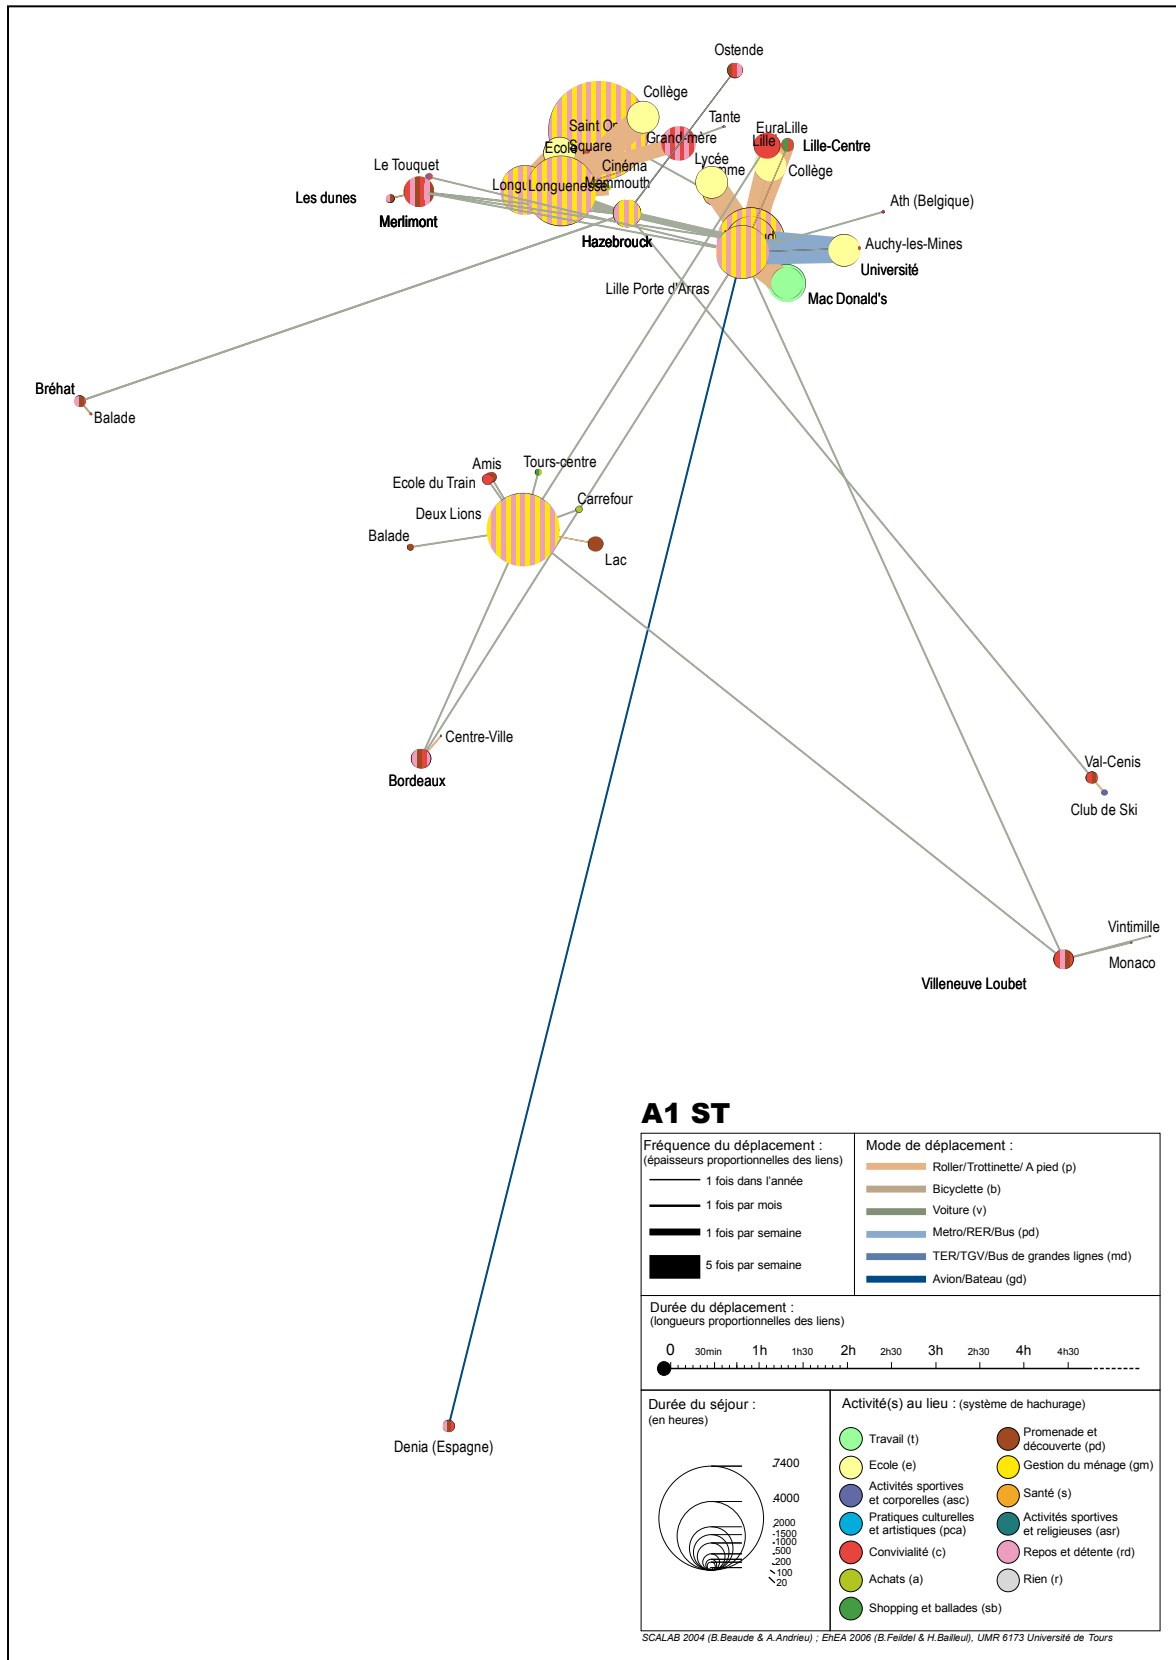 Ostende
Collège
Tante
Saint O
EuraLille
Lille
Lille-Centre
Grand-mère
Ecole
Square
Cinéma
Lycée
Collège
Le Touquet
Mammouth
Longu
Longuenesse
Les dunes
Merlimont
Ath (Belgique)
Hazebrouck
Auchy-les-Mines
Université
Lille Porte d'Arras
Mac Donald's
Bréhat
Balade
Amis
Tours-centre
Ecole du Train
Carrefour
Deux Lions
Balade
Lac
Centre-Ville
Bordeaux
Val-Cenis
Club de Ski
Vintimille
Monaco
Villeneuve Loubet
Denia (Espagne)
A1 ST
Fréquence du déplacement :
(épaisseurs proportionnelles des liens)
1 fois dans l'année
1 fois par mois
1 fois par semaine
5 fois par semaine
Mode de déplacement :
Roller/Trottinette/ A pied (p)
Bicyclette (b)
Voiture (v)
Metro/RER/Bus (pd)
TER/TGV/Bus de grandes lignes (md)
Avion/Bateau (gd)
Durée du déplacement :
(longueurs proportionnelles des liens)
0 30min 1h 1h30 2h 2h30 3h 2h30 4h 4h30
Durée du séjour :
(en heures)
7400
4000
2000
1500
1000
500
200
100
20
Activité(s) au lieu : (système de hachurage)
Travail (t)
Ecole (e)
Activités sportives
et corporelles (asc)
Pratiques culturelles
et artistiques (pca)
Convivialité (c)
Achats (a)
Shopping et ballades (sb)
Promenade et
découverte (pd)
Gestion du ménage (gm)
Santé (s)
Activités sportives
et religieuses (asr)
Repos et détente (rd)
Rien (r)
SCALAB 2004 (B.Beaude & A.Andrieu) ; EhEA 2006 (B.Feildel & H.Bailleul), UMR 6173 Université de Tours